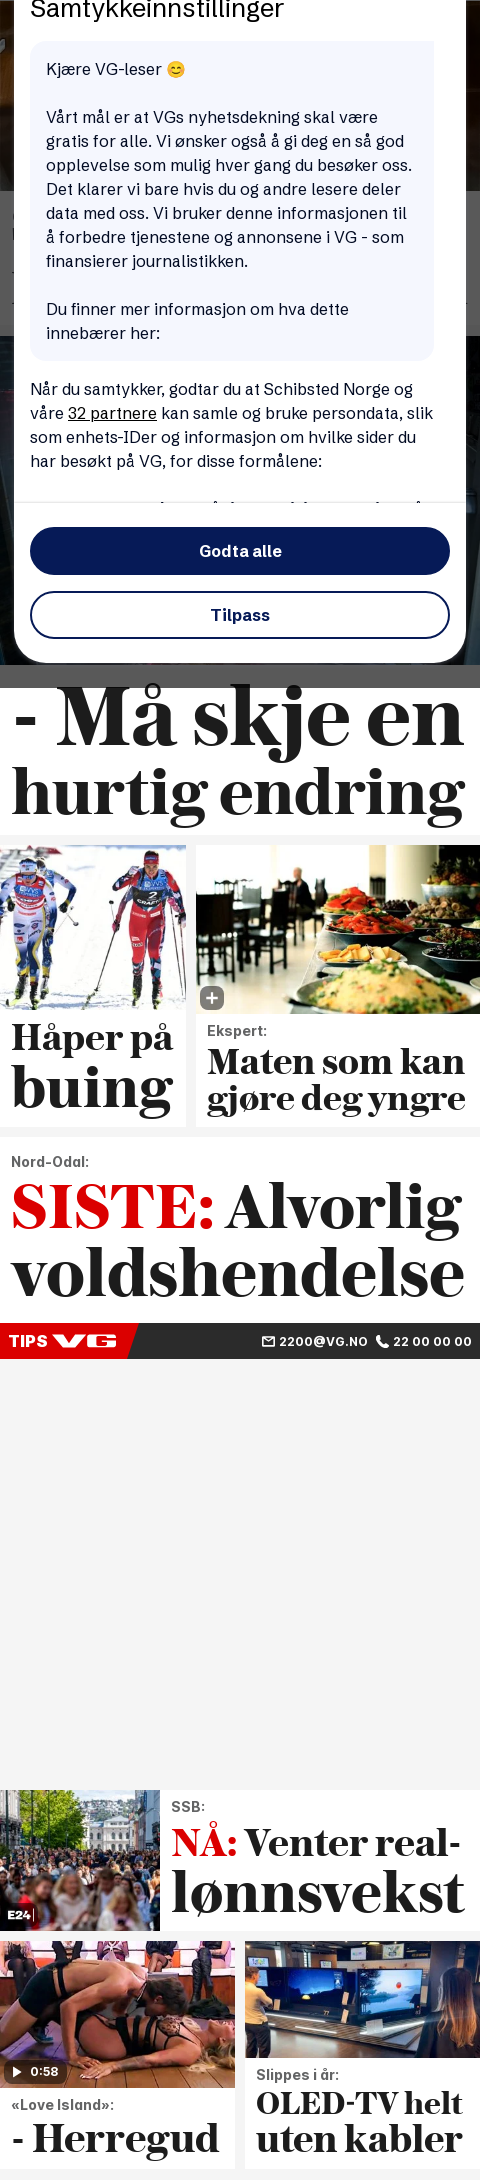 Samtykkeinnstillinger
Kjære VG-leser 😊
Vårt mål er at VGs nyhetsdekning skal være
gratis for alle. Vi ønsker også å gi deg en så god
opplevelse som mulig hver gang du besøker oss.
Det klarer vi bare hvis du og andre lesere deler
data med oss. Vi bruker denne informasjonen til
å forbedre tjenestene og annonsene i VG - som
finansierer journalistikken.
Du finner mer informasjon om hva dette
innebærer her:
Når du samtykker, godtar du at Schibsted Norge og
våre 32 partnere kan samle og bruke persondata, slik
som enhets-IDer og informasjon om hvilke sider du
har besøkt på VG, for disse formålene:
Godta alle
Tilpass
- Må skje en
hurtig endring
Håper på
buing
Ekspert:
Maten som kan
gjøre deg yngre
Nord-Odal:
SISTE: Alvorlig
voldshendelse
TIPS VG 2200@VG.NO 22 00 00 00
E24
SSB:
NÅ: Venter real-
lønnsvekst
0:58
«Love Island»:
- Herregud
Slippes i år:
OLED-TV helt
uten kabler